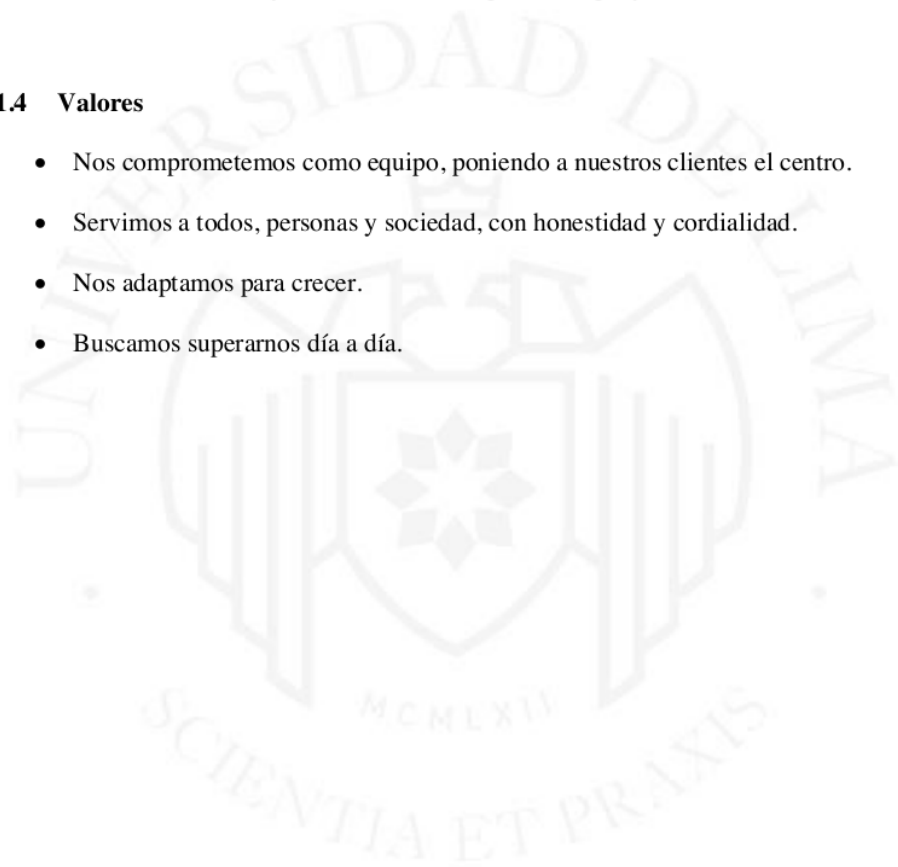 1.4 Valores
• Nos comprometemos como equipo, poniendo a nuestros clientes el centro.
• Servimos a todos, personas y sociedad, con honestidad y cordialidad.
• Nos adaptamos para crecer.
• Buscamos superarnos día a día.
UNIVERSIDAD DE LIMA
MCMLXII
SCIENTIA ET PRAXIS